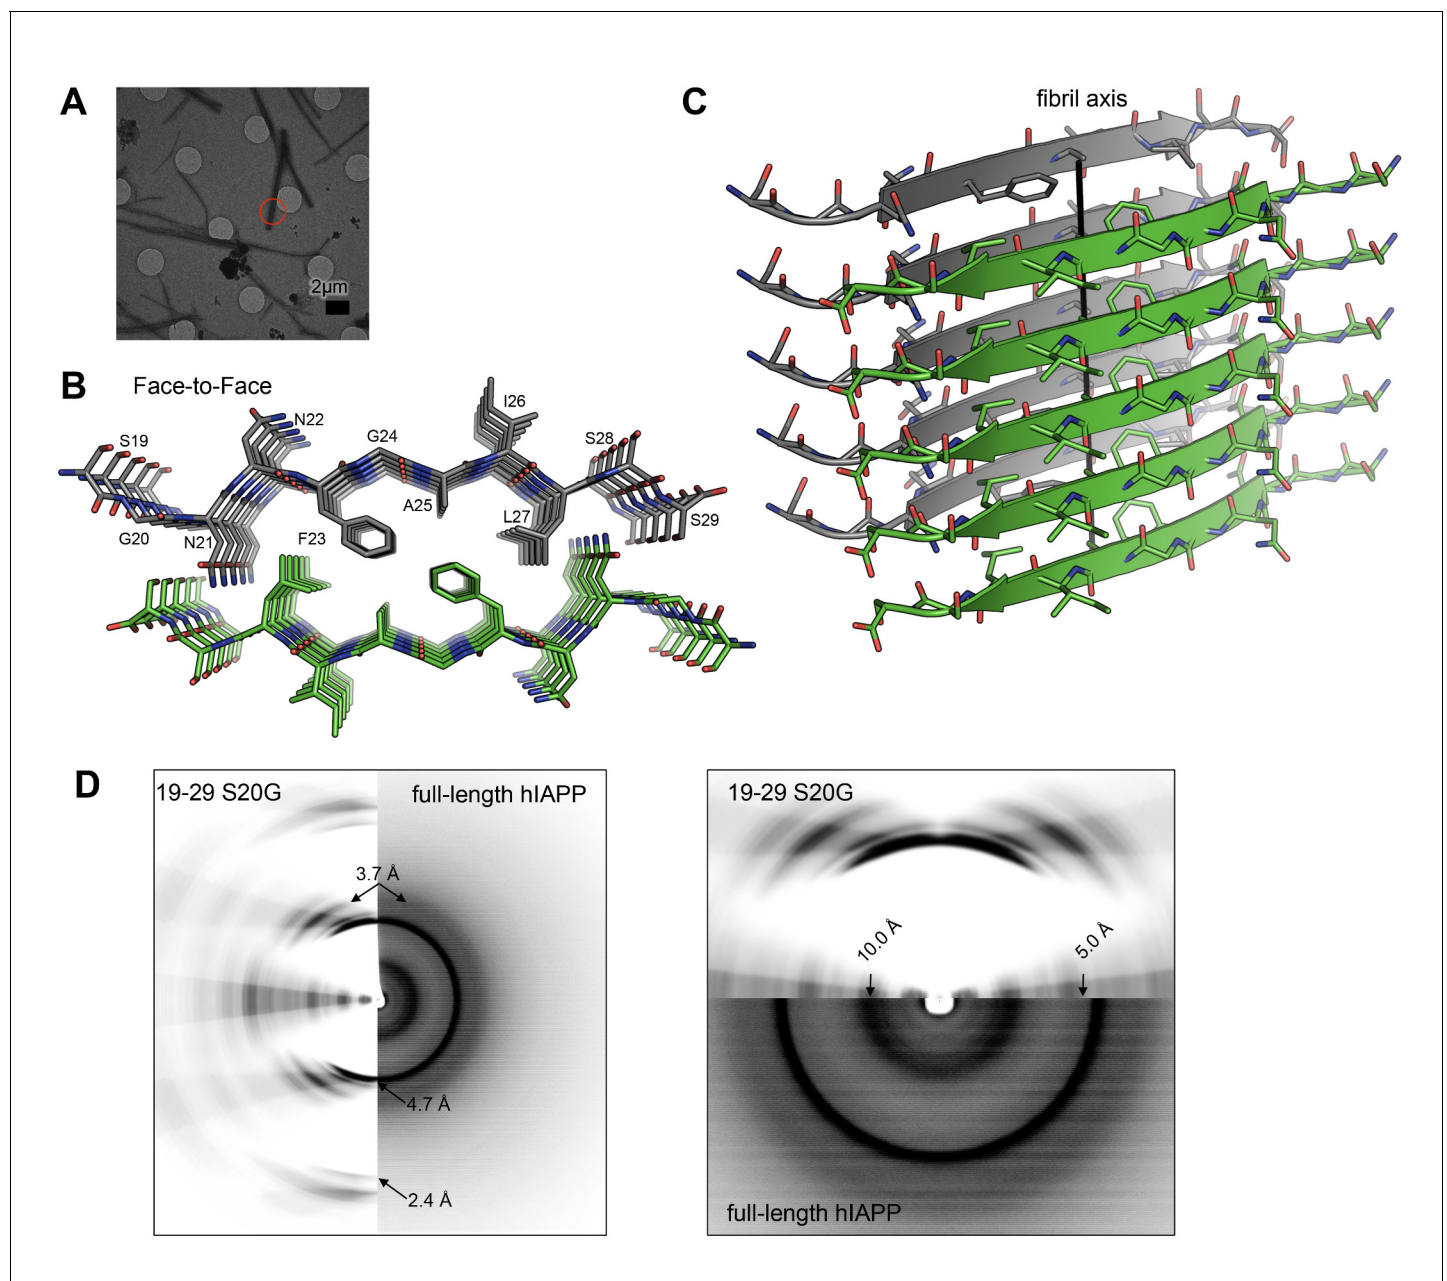 A
2µm
B
Face-to-Face
S19
G20
N21
N22
F23
G24
A25
I26
L27
S28
S29
C
fibril axis
D
19-29 S20G
full-length hIAPP
3.7 Å
4.7 Å
2.4 Å
19-29 S20G
10.0 Å
5.0 Å
full-length hIAPP